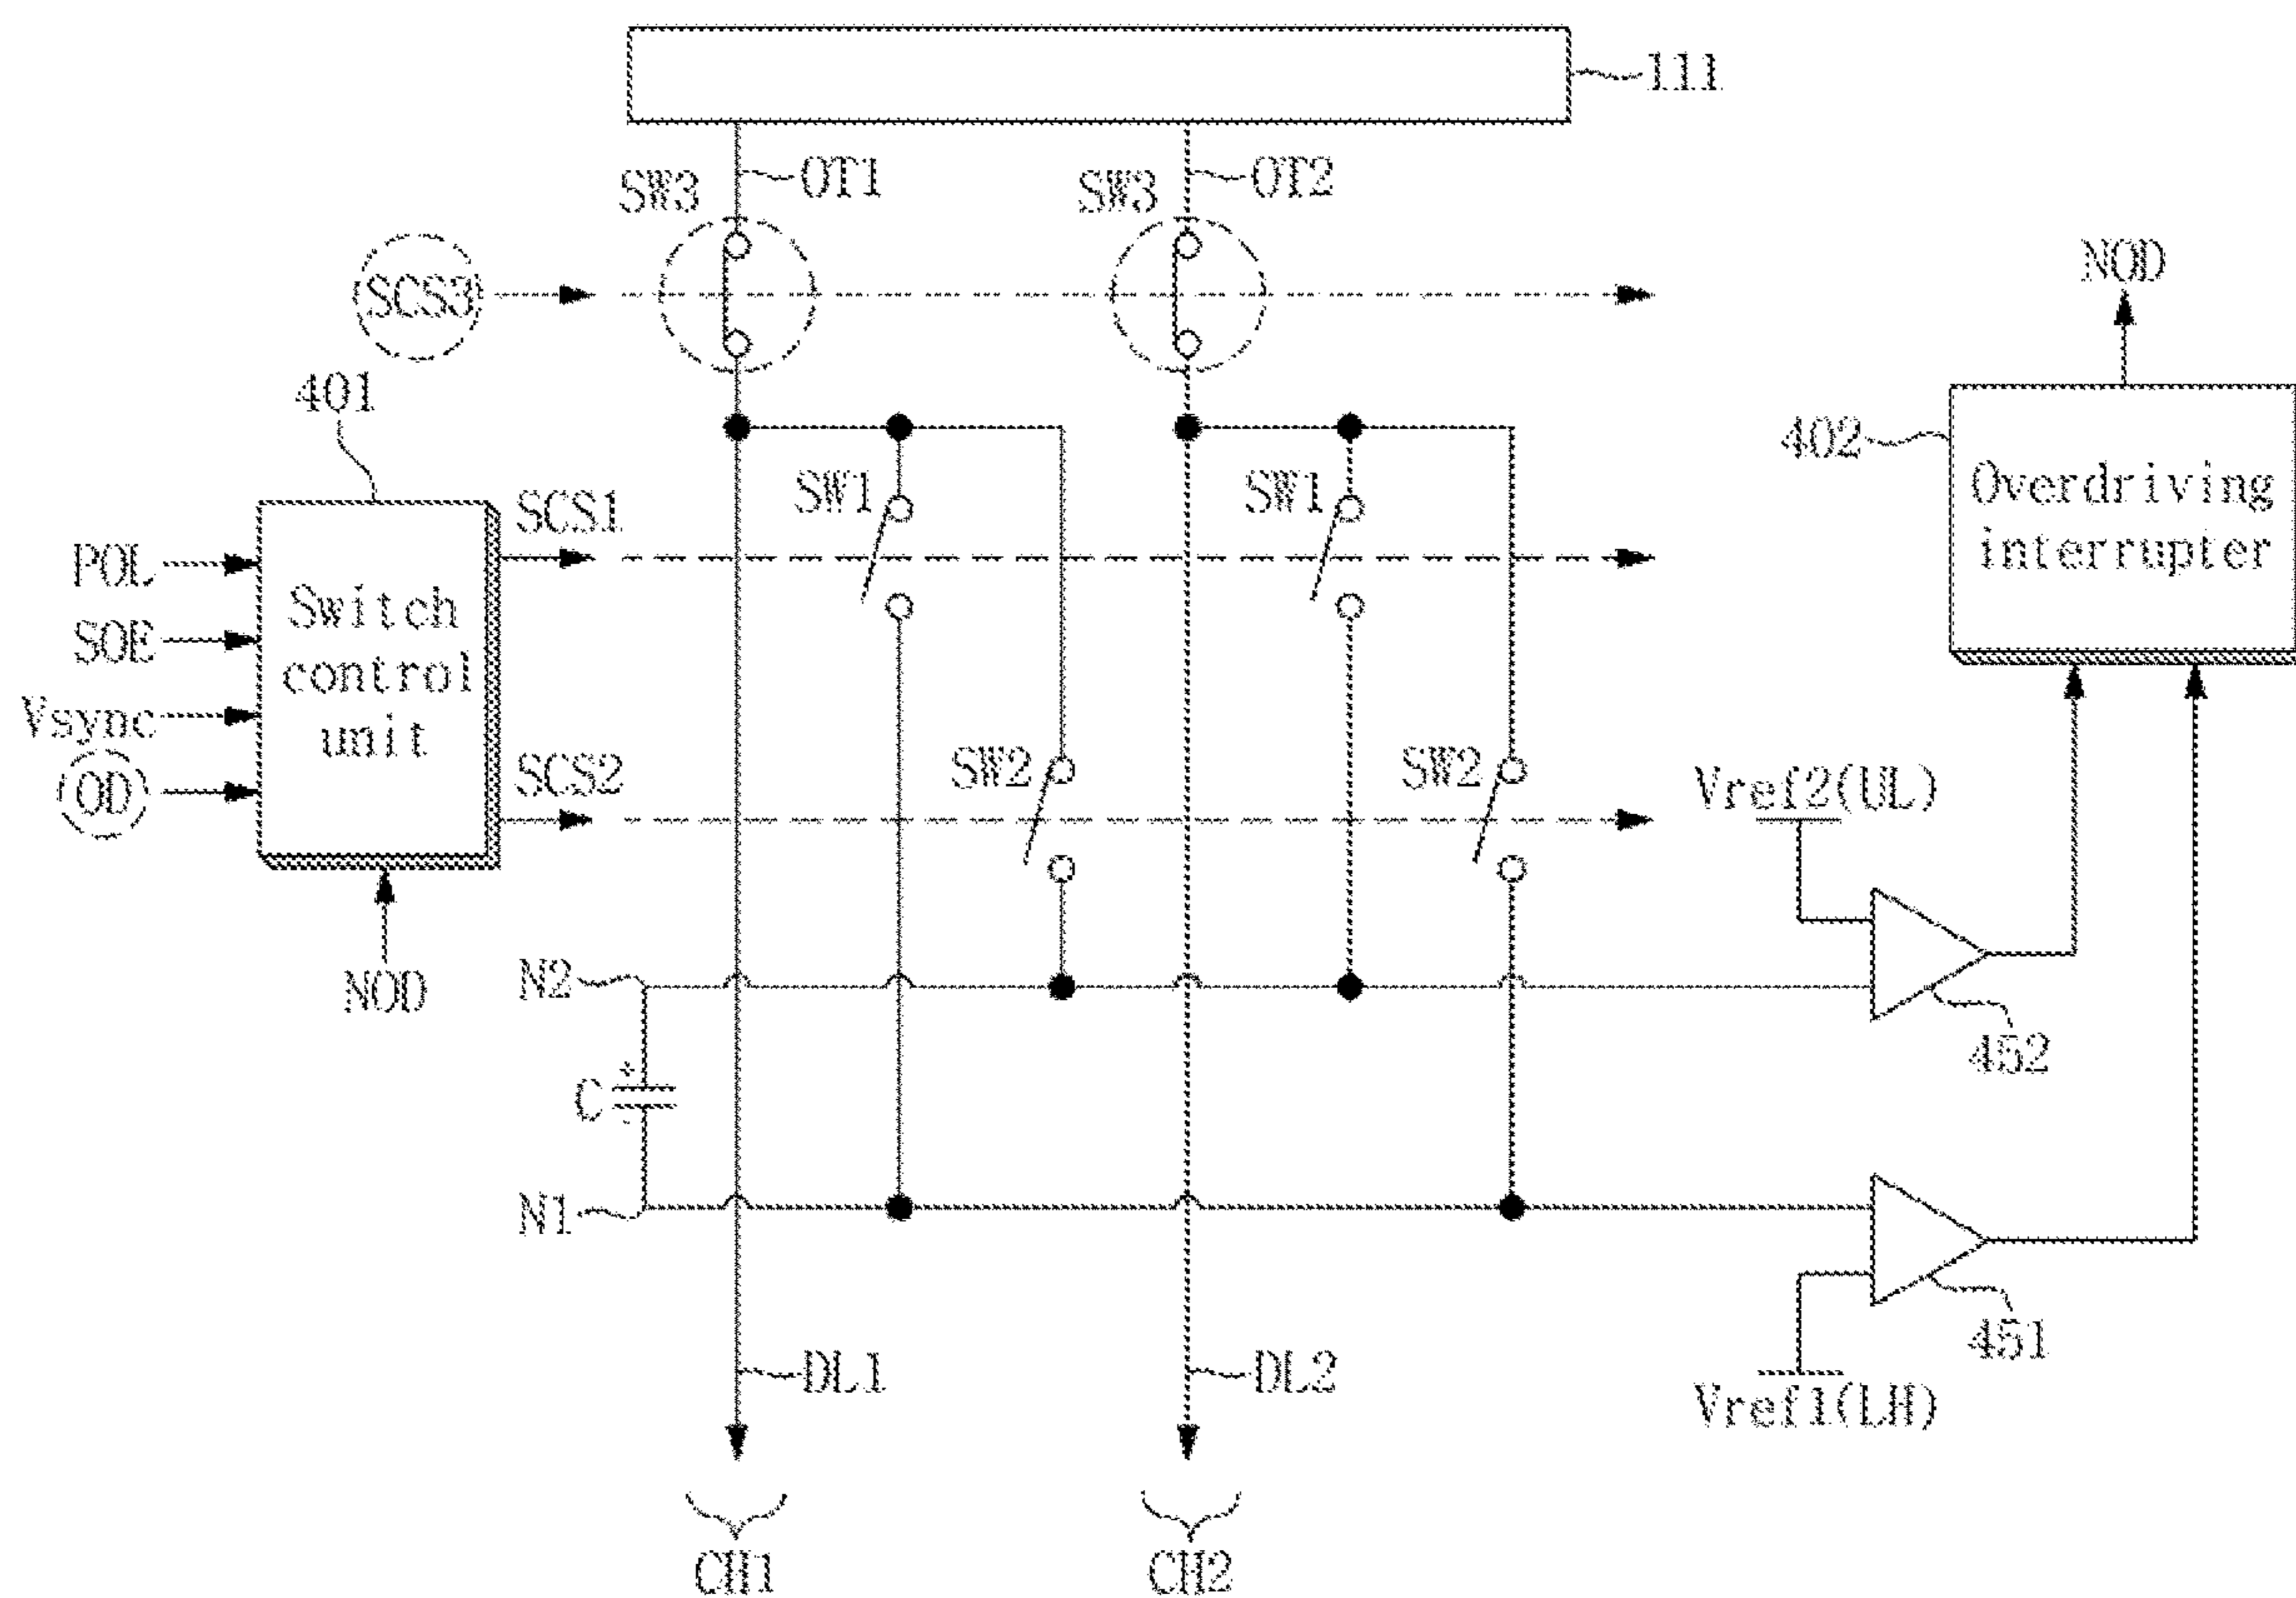 111
OT1
OT2
SW3
SW3
SCS3
NOD
401
402
Overdriving
interrupter
SW1
SW1
SCS1
POL
SOE
Vsync
OD
Switch
control
unit
SW2
SW2
SCS2
Vref2(UL)
NOD
N2
452
C
+
-
N1
451
DL1
DL2
Vref1(LH)
CH1
CH2